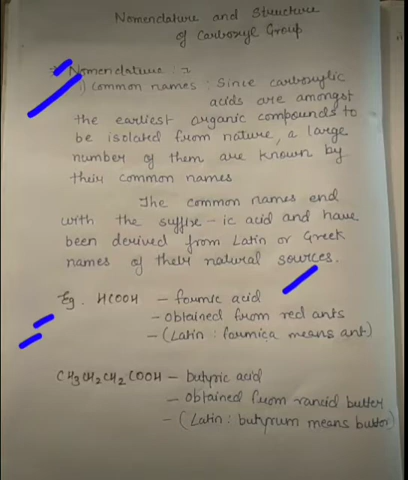 Nomenclature and Structure
of Carboxyl Group
* Nomenclature :-
i) Common names : Since carboxylic
acids are amongst
the earliest organic compounds to
be isolated from nature, a large
number of them are known by
their common names
The common names end
with the suffix - ic acid and have
been derived from Latin or Greek
names of their natural sources.
Eg. HCOOH - formic acid
- obtained from red ants
- (Latin : formica means ant)
CH3CH2CH2COOH - butyric acid
- Obtained from rancid butter
- (Latin : butyrum means butter)